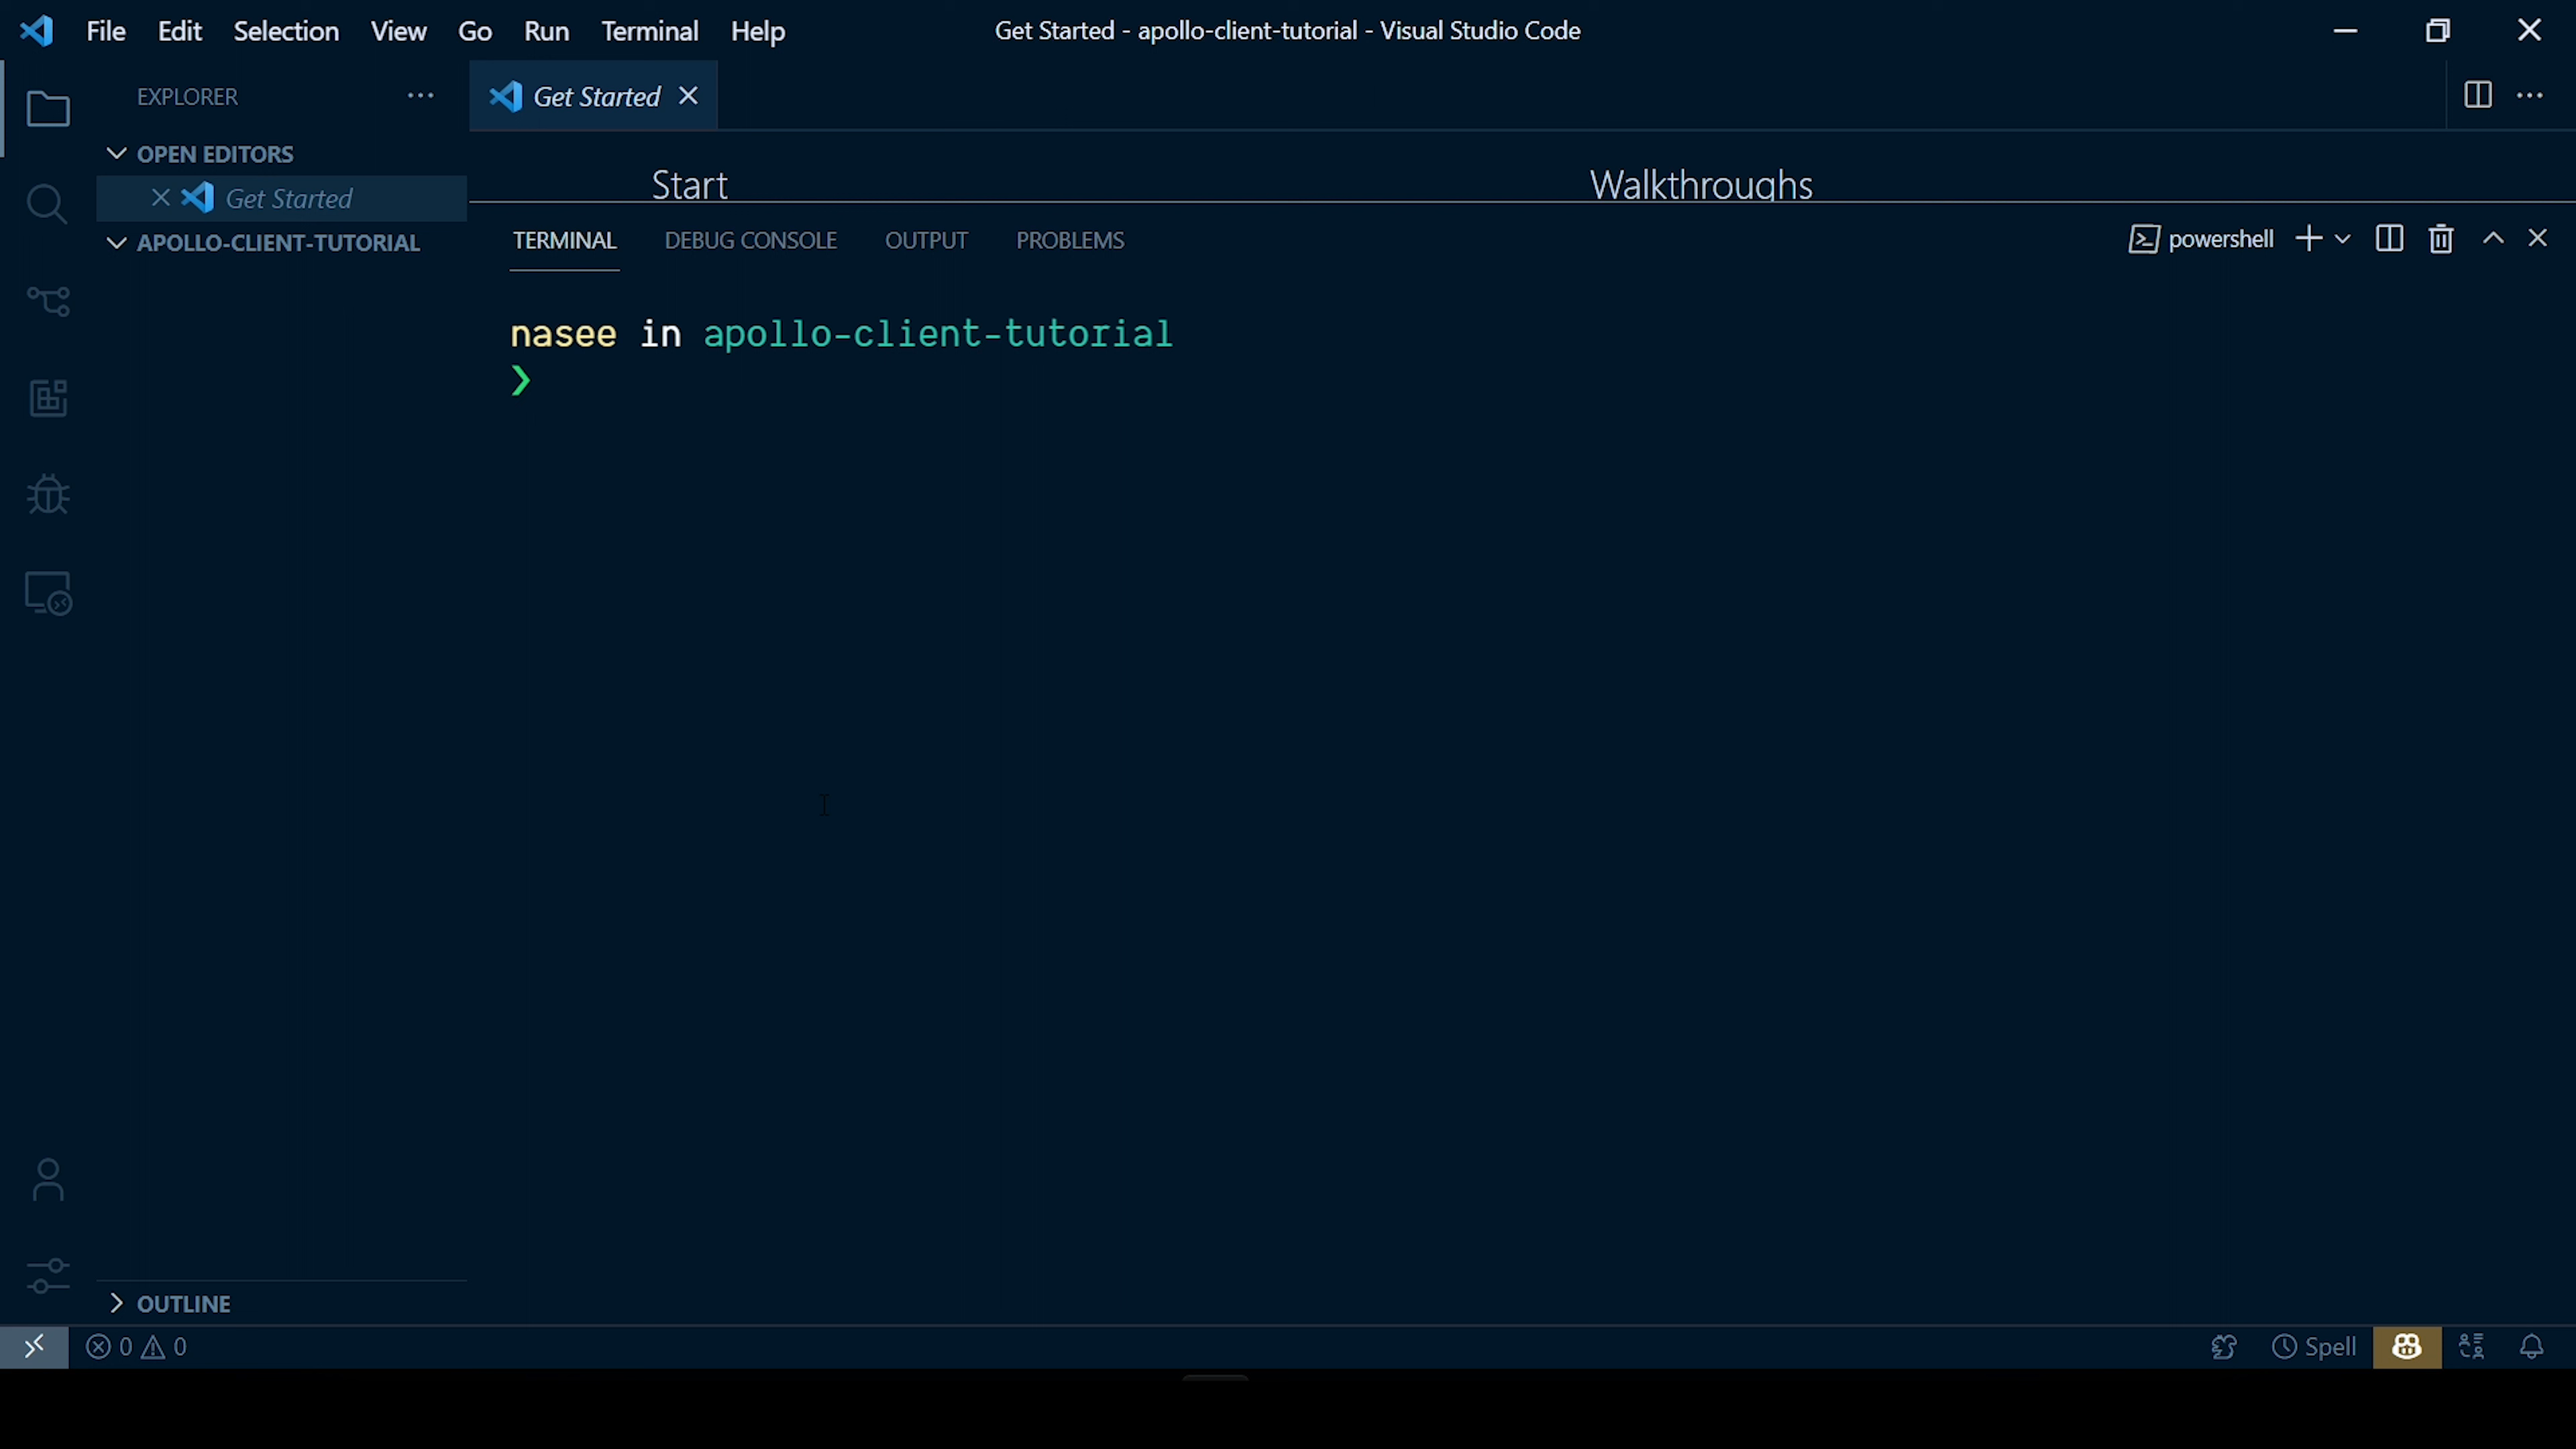 File Edit Selection View Go Run Terminal Help
Get Started - apollo-client-tutorial - Visual Studio Code
EXPLORER
Get Started
OPEN EDITORS
Get Started
APOLLO-CLIENT-TUTORIAL
Start
Walkthroughs
TERMINAL DEBUG CONSOLE OUTPUT PROBLEMS
powershell
nasee in apollo-client-tutorial
❯
OUTLINE
0 0
Spell